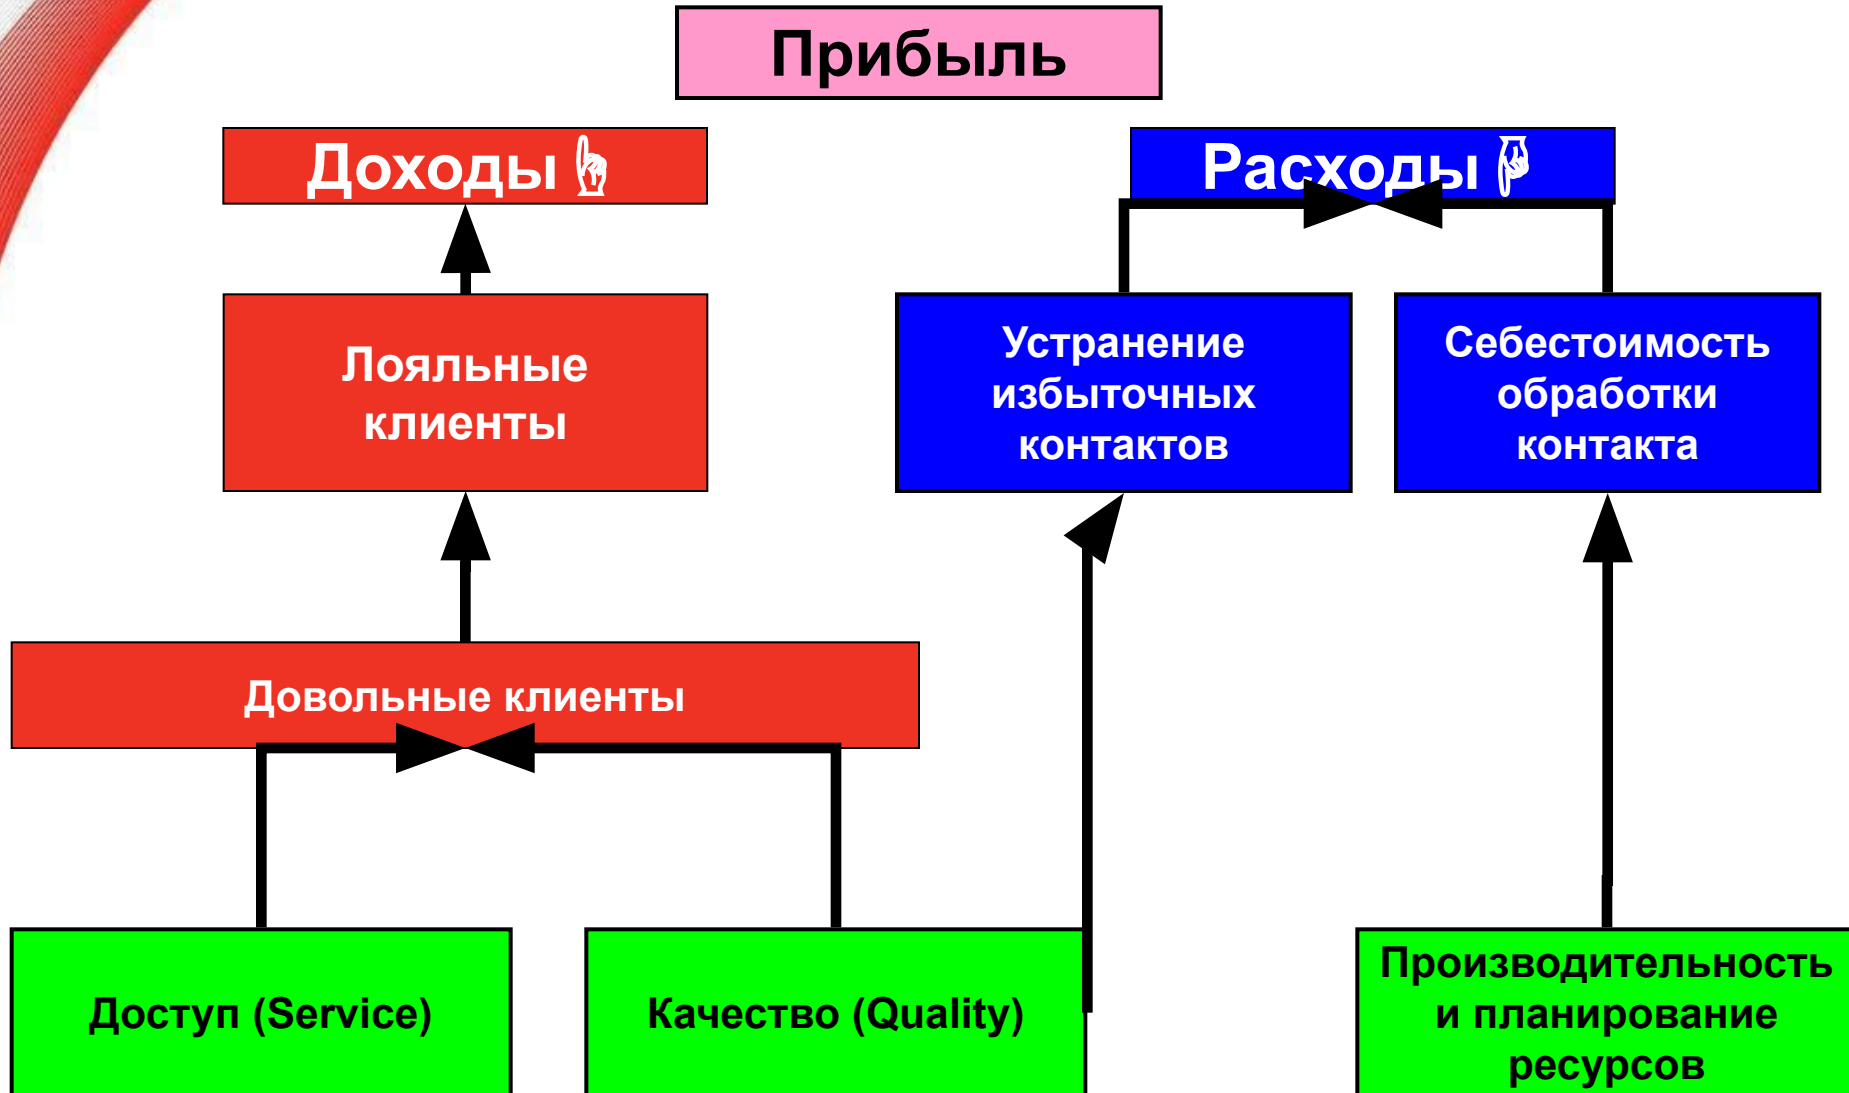 Прибыль
Доходы
Расходы
Лояльные
клиенты
Устранение
избыточных
контактов
Себестоимость
обработки
контакта
Довольные клиенты
Доступ (Service)
Качество (Quality)
Производительность
и планирование
ресурсов